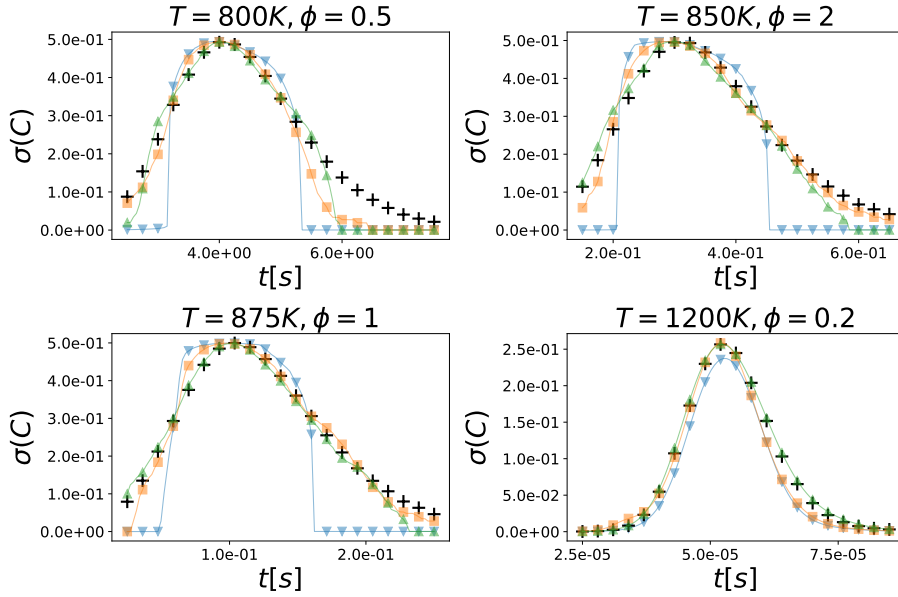 T = 800K, ϕ = 0.5
5.0e-01
4.0e-01
3.0e-01
2.0e-01
1.0e-01
0.0e+00
σ(C)
4.0e+00 6.0e+00
t[s]
T = 850K, ϕ = 2
5.0e-01
4.0e-01
3.0e-01
2.0e-01
1.0e-01
0.0e+00
σ(C)
2.0e-01 4.0e-01 6.0e-01
t[s]
T = 875K, ϕ = 1
5.0e-01
4.0e-01
3.0e-01
2.0e-01
1.0e-01
0.0e+00
σ(C)
1.0e-01 2.0e-01
t[s]
T = 1200K, ϕ = 0.2
2.5e-01
2.0e-01
1.5e-01
1.0e-01
5.0e-02
0.0e+00
σ(C)
2.5e-05 5.0e-05 7.5e-05
t[s]